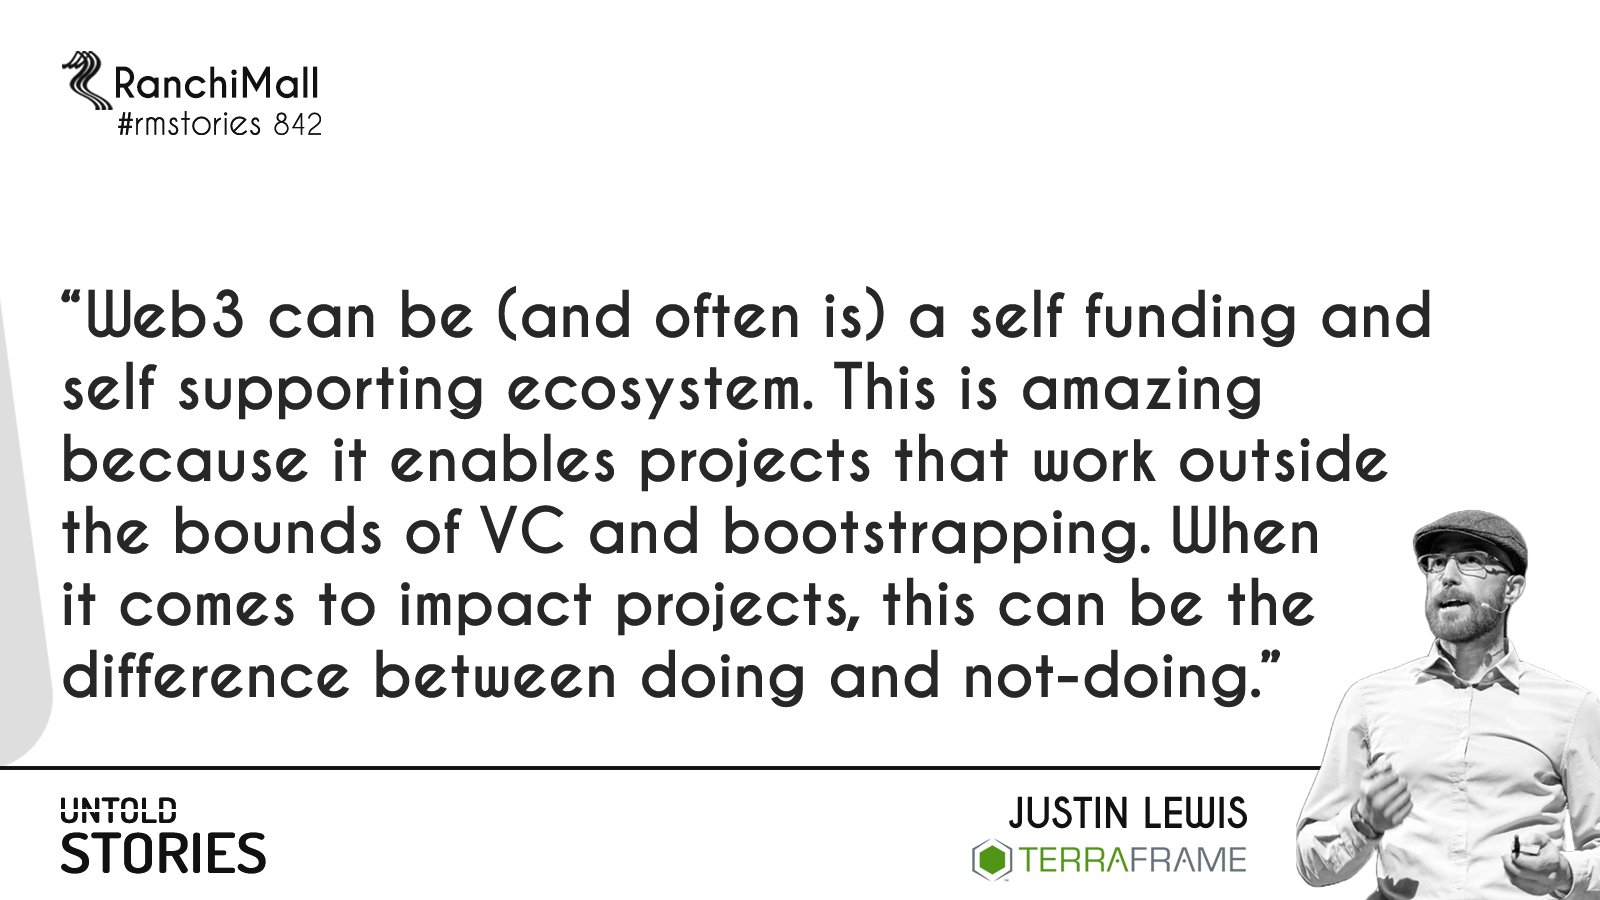 RanchiMall
#rmstories 842
“Web3 can be (and often is) a self funding and
self supporting ecosystem. This is amazing
because it enables projects that work outside
the bounds of VC and bootstrapping. When
it comes to impact projects, this can be the
difference between doing and not-doing.”
UNTOLD
STORIES
JUSTIN LEWIS
TERRAFRAME